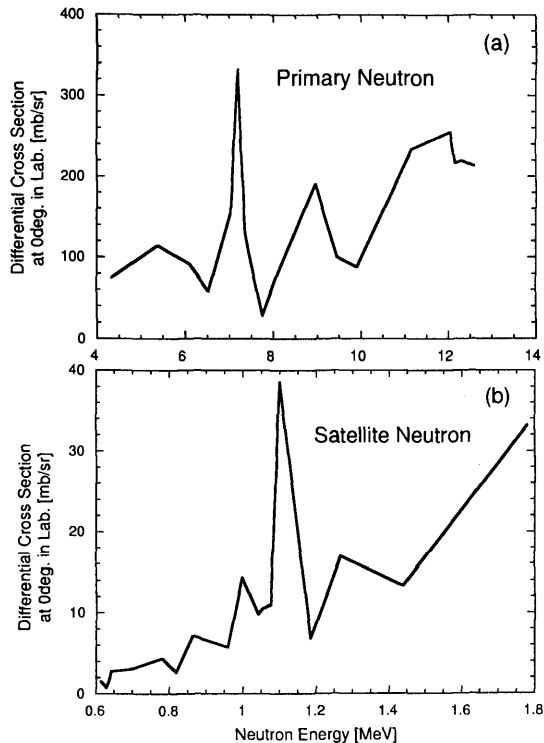 400
(a)
Primary Neutron
300
200
100
0
Differential Cross Section
at 0deg. in Lab. [mb/sr]
4 6 8 10 12 14
40
(b)
Satellite Neutron
30
20
10
0
Differential Cross Section
at 0deg. in Lab. [mb/sr]
0.6 0.8 1 1.2 1.4 1.6 1.8
Neutron Energy [MeV]